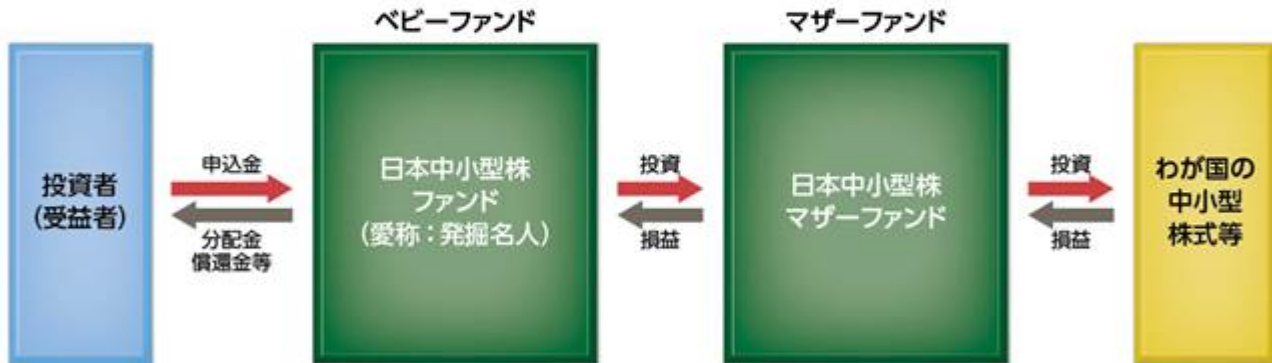 ベビーファンド
マザーファンド
投資者
(受益者)
申込金
分配金
償還金等
日本中小型株
ファンド
(愛称:発掘名人)
投資
損益
日本中小型株
マザーファンド
投資
損益
わが国の
中小型
株式等